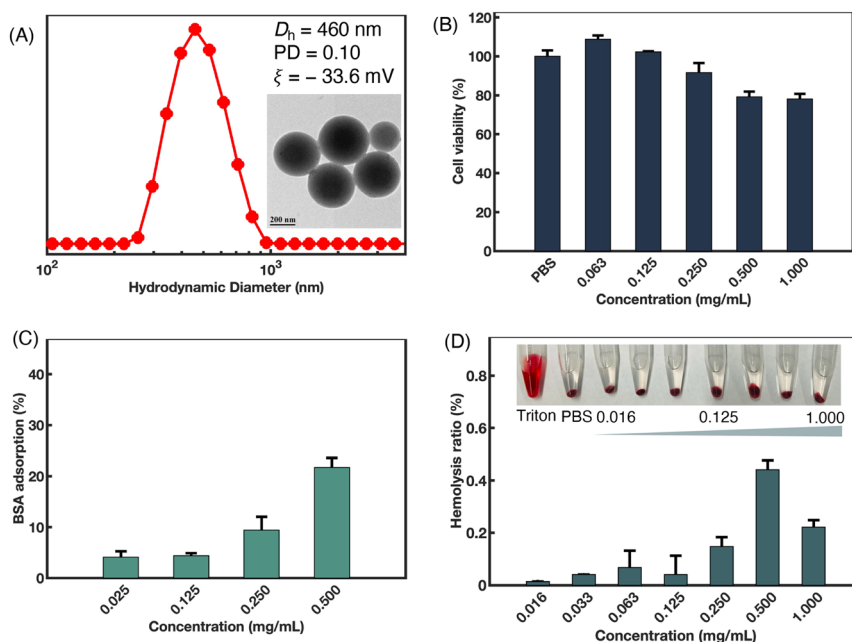 (A)
Dₕ = 460 nm
PD = 0.10
ξ = − 33.6 mV
200 nm
10² 10³
Hydrodynamic Diameter (nm)
(B)
Cell viability (%)
120
100
80
60
40
20
0
PBS 0.063 0.125 0.250 0.500 1.000
Concentration (mg/mL)
(C)
BSA adsorption (%)
40
30
20
10
0
0.025 0.125 0.250 0.500
Concentration (mg/mL)
(D)
Hemolysis ratio (%)
0.8
0.6
0.4
0.2
0
Triton PBS 0.016 0.125 1.000
0.016 0.033 0.063 0.125 0.250 0.500 1.000
Concentration (mg/mL)